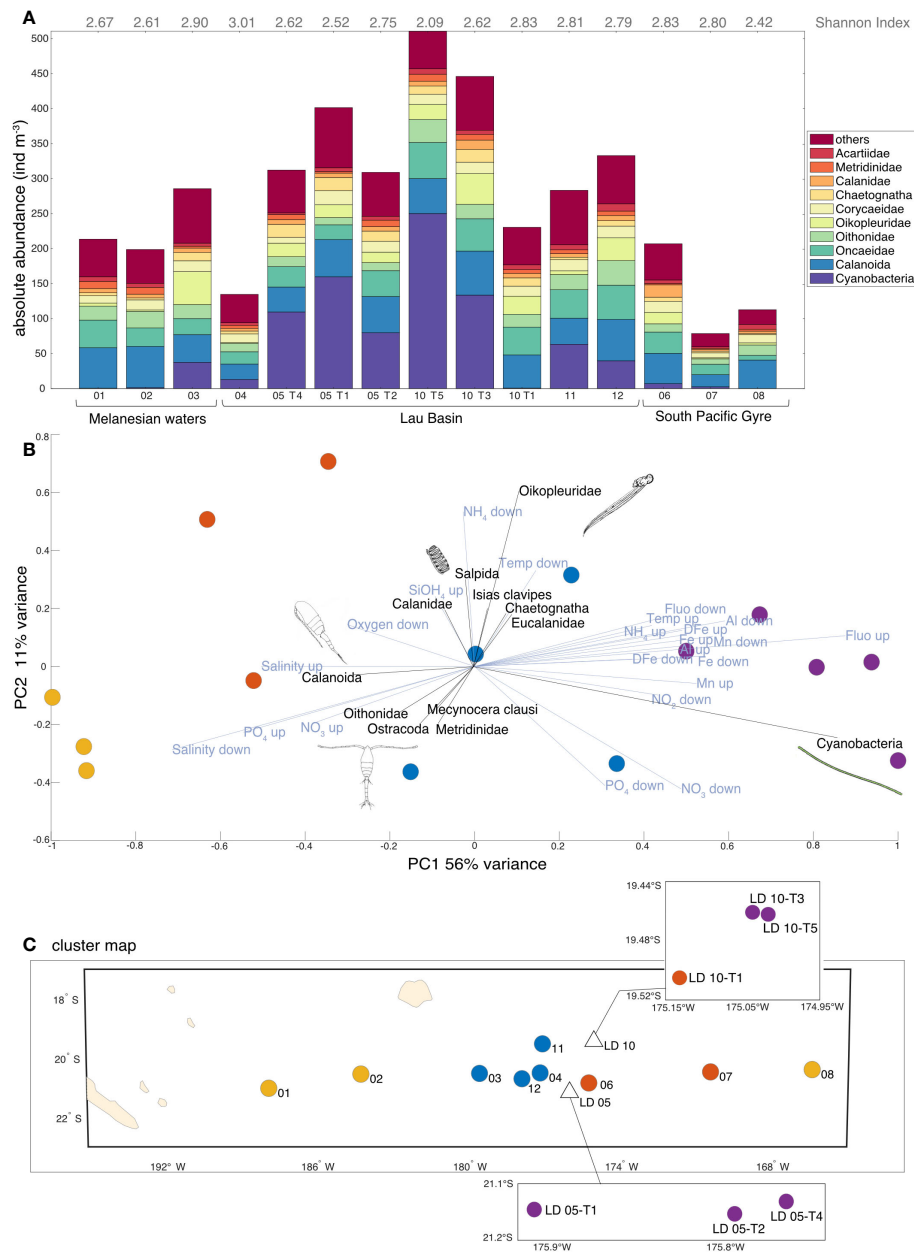 A
2.67 2.61 2.90 3.01 2.62 2.52 2.75 2.09 2.62 2.83 2.81 2.79 2.83 2.80 2.42 Shannon Index
absolute abundance (ind m⁻³)
500
450
400
350
300
250
200
150
100
50
0
others
Acartiidae
Metridinidae
Calanidae
Chaetognatha
Corycaeidae
Oikopleuridae
Oithonidae
Oncaeidae
Calanoida
Cyanobacteria
01 02 03 04 05 T4 05 T1 05 T2 10 T5 10 T3 10 T1 11 12 06 07 08
Melanesian waters Lau Basin South Pacific Gyre
B
PC2 11% variance
0.8
0.6
0.4
0.2
0
-0.2
-0.4
-0.6
Oikopleuridae
NH₄ down
Temp down
Salpida
SiOH₄ up
Isias clavipes
Calanidae
Chaetognatha
Eucalanidae
Oxygen down
Fluo down
Temp up
Al down
NH₄ up
DFe up
Fe up
Mn down
Fluo up
Al up
DFe down
Fe down
Salinity up
Calanoida
Mn up
NO₂ down
Oithonidae
Mecynocera clausi
Ostracoda
Metridinidae
PO₄ up
NO₃ up
Salinity down
Cyanobacteria
PO₄ down
NO₃ down
-1 -0.8 -0.6 -0.4 -0.2 0 0.2 0.4 0.6 0.8 1
PC1 56% variance
C cluster map
19.44°S
19.48°S
19.52°S
LD 10-T3
LD 10-T5
LD 10-T1
175.15°W 175.05°W 174.95°W
18° S
20° S
22° S
01
02
03
12
11
04
LD 10
LD 05
06
07
08
192° W 186° W 180° W 174° W 168° W
21.1°S
21.2°S
LD 05-T1
LD 05-T2
LD 05-T4
175.9°W 175.8°W